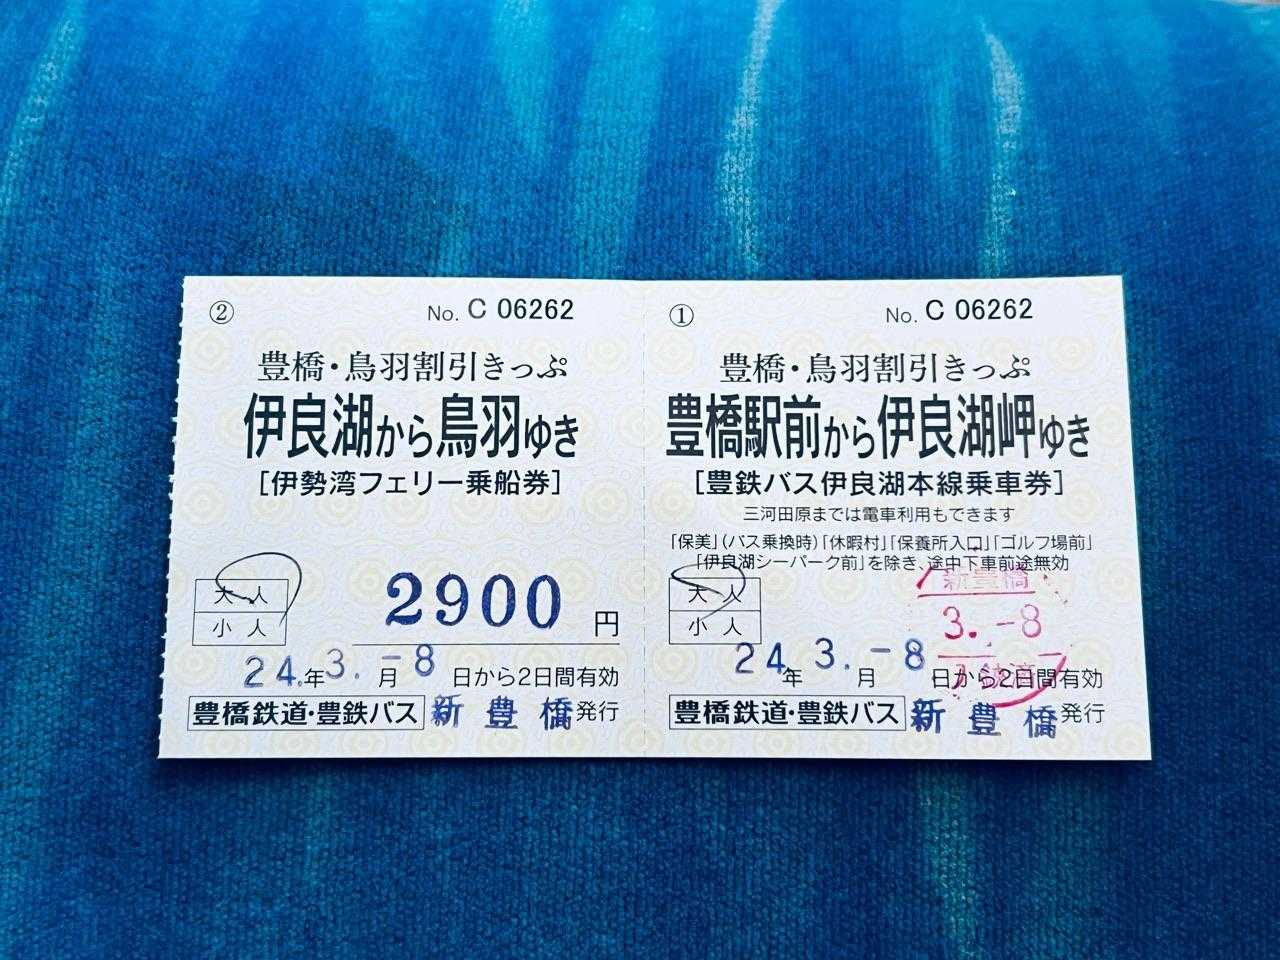 ②
No. C 06262
豊橋・鳥羽割引きっぷ
伊良湖から鳥羽ゆき
[伊勢湾フェリー乗船券]
大人
小人
2900円
24.年3.月-8日から2日間有効
豊橋鉄道・豊鉄バス 新豊橋発行
①
No. C 06262
豊橋・鳥羽割引きっぷ
豊橋駅前から伊良湖岬ゆき
[豊鉄バス伊良湖本線乗車券]
三河田原までは電車利用もできます
「保美」(バス乗換時)「休暇村」「保養所入口」「ゴルフ場前」
「伊良湖シーパーク前」を除き、途中下車前途無効
大人
小人
新豊橋
3.-8
24.年3.月-8日から2日間有効
豊橋鉄道・豊鉄バス 新豊橋発行